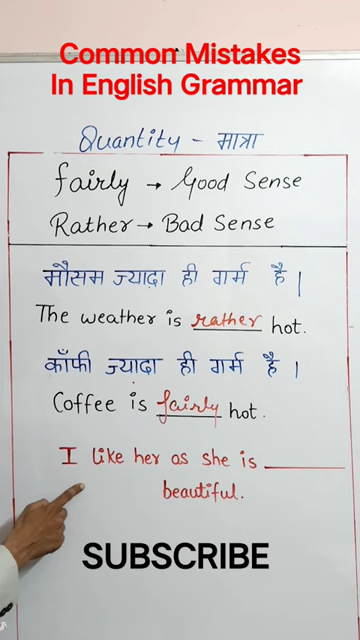 Common Mistakes
In English Grammar
Quantity - मात्रा
fairly → Good Sense
Rather → Bad Sense
मौसम ज्यादा ही गर्म है |
The weather is rather hot.
कॉफी ज्यादा ही गर्म है ।
Coffee is fairly hot.
I like her as she is ________
beautiful.
SUBSCRIBE